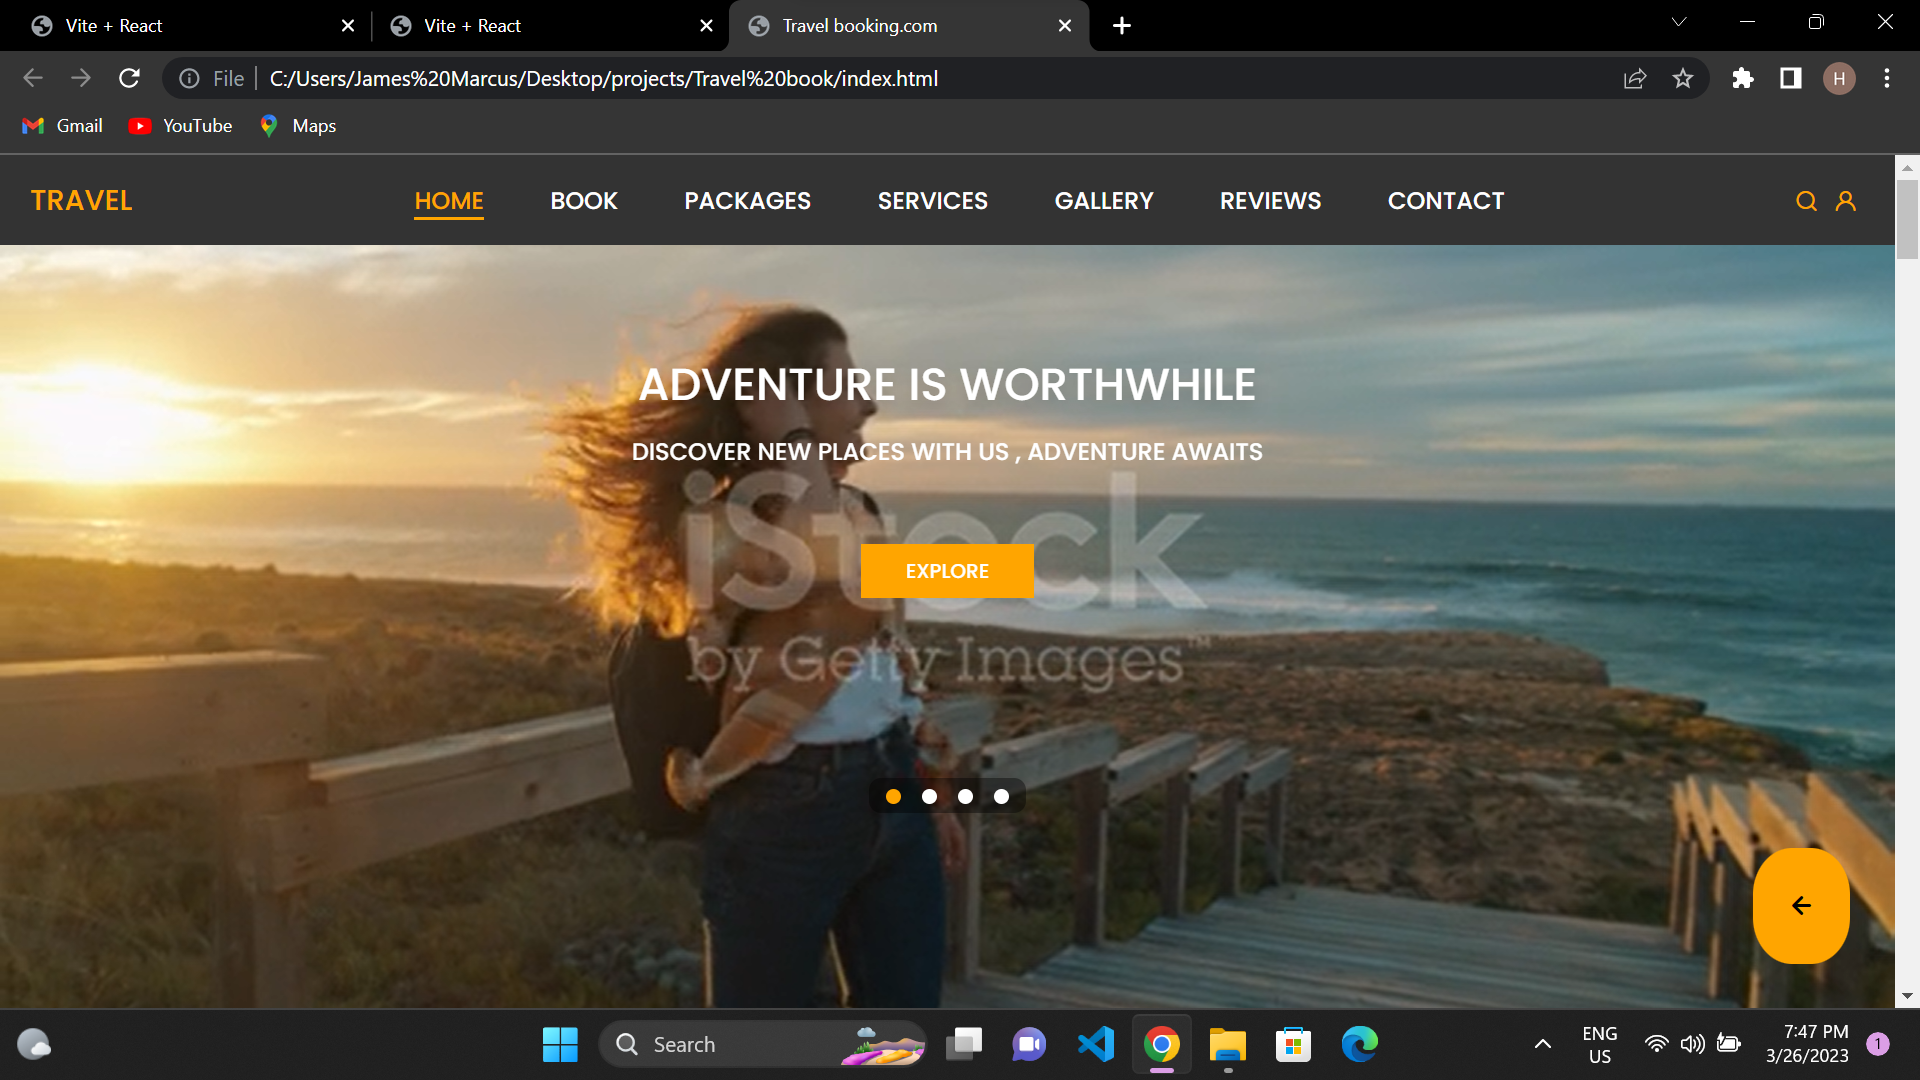 Vite + React
Vite + React
Travel booking.com
File
C:/Users/James%20Marcus/Desktop/projects/Travel%20book/index.html
H
Gmail
YouTube
Maps
TRAVEL
HOME
BOOK
PACKAGES
SERVICES
GALLERY
REVIEWS
CONTACT
ADVENTURE IS WORTHWHILE
DISCOVER NEW PLACES WITH US , ADVENTURE AWAITS
iStock
EXPLORE
by Getty Images™
Search
ENG
US
7:47 PM
3/26/2023
1